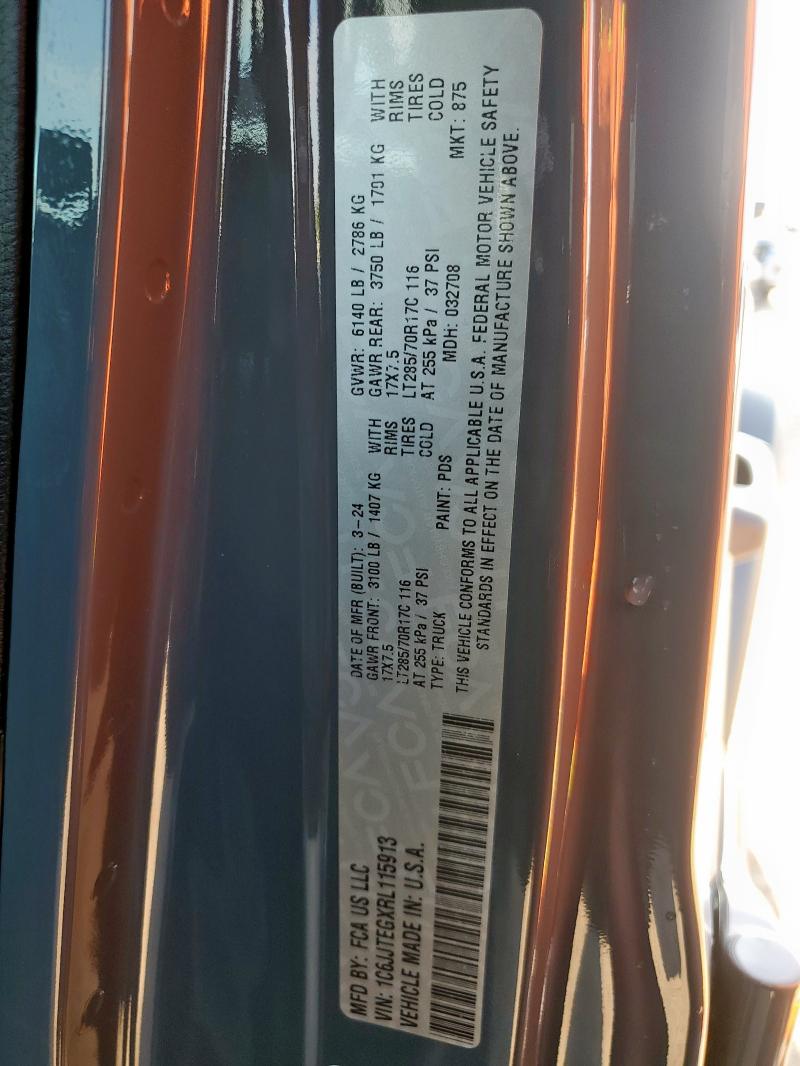 MFD BY: FCA US LLC
VIN: 1C6JJTEGXRL115913
VEHICLE MADE IN: U.S.A.
DATE OF MFR (BUILT): 3-24
GAWR FRONT: 3100 LB / 1407 KG WITH
17X7.5 RIMS
LT285/70R17C 116 TIRES
AT 255 kPa / 37 PSI COLD
GVWR: 6140 LB / 2786 KG
GAWR REAR: 3750 LB / 1701 KG WITH
17X7.5 RIMS
LT285/70R17C 116 TIRES
AT 255 kPa / 37 PSI COLD
TYPE: TRUCK PAINT: PDS MDH: 032708 MKT: 875
THIS VEHICLE CONFORMS TO ALL APPLICABLE U.S.A. FEDERAL MOTOR VEHICLE SAFETY
STANDARDS IN EFFECT ON THE DATE OF MANUFACTURE SHOWN ABOVE.